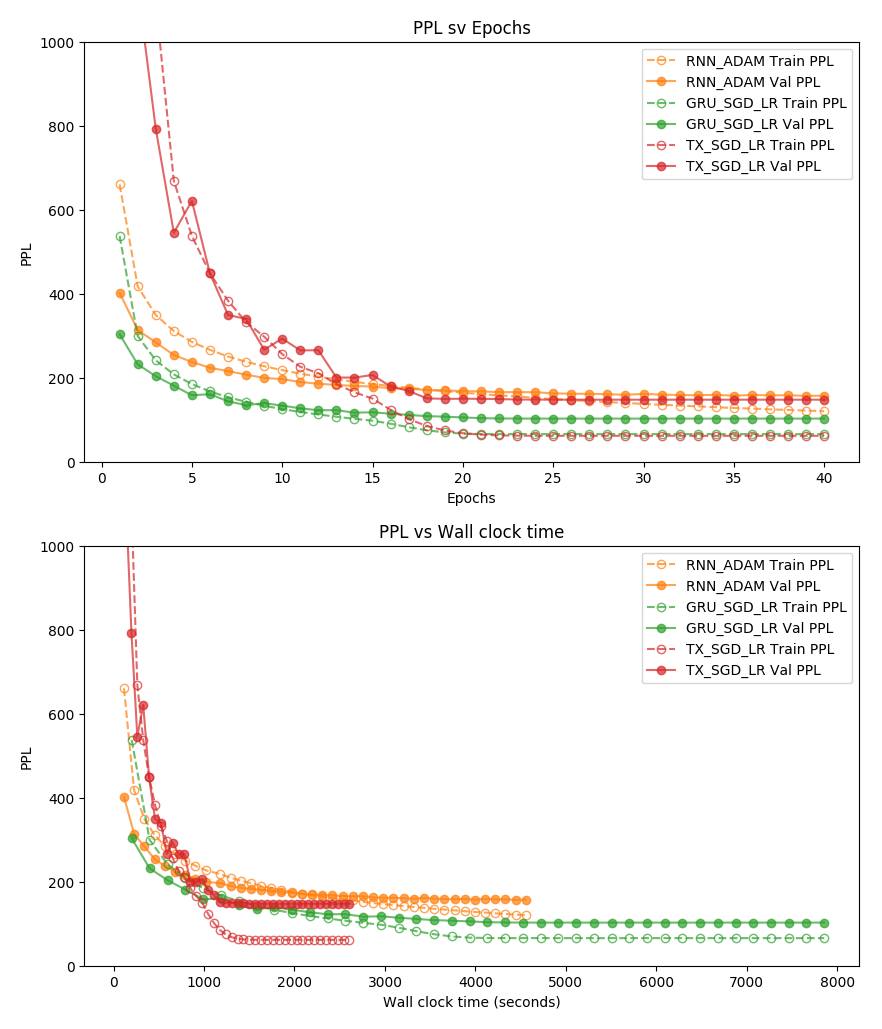 PPL sv Epochs
1000
800
600
400
200
0
PPL
RNN_ADAM Train PPL
RNN_ADAM Val PPL
GRU_SGD_LR Train PPL
GRU_SGD_LR Val PPL
TX_SGD_LR Train PPL
TX_SGD_LR Val PPL
0 5 10 15 20 25 30 35 40
Epochs
PPL vs Wall clock time
1000
800
600
400
200
0
PPL
RNN_ADAM Train PPL
RNN_ADAM Val PPL
GRU_SGD_LR Train PPL
GRU_SGD_LR Val PPL
TX_SGD_LR Train PPL
TX_SGD_LR Val PPL
0 1000 2000 3000 4000 5000 6000 7000 8000
Wall clock time (seconds)